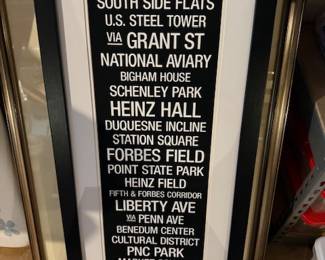 SOUTH SIDE FLATS
U.S. STEEL TOWER
VIA GRANT ST
NATIONAL AVIARY
BIGHAM HOUSE
SCHENLEY PARK
HEINZ HALL
DUQUESNE INCLINE
STATION SQUARE
FORBES FIELD
POINT STATE PARK
HEINZ FIELD
FIFTH & FORBES CORRIDOR
LIBERTY AVE
VIA PENN AVE
BENEDUM CENTER
CULTURAL DISTRICT
PNC PARK